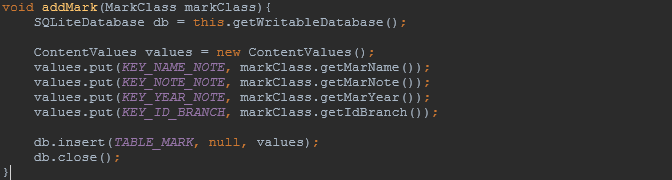 void addMark(MarkClass markClass){
SQLiteDatabase db = this.getWritableDatabase();
ContentValues values = new ContentValues();
values.put(KEY_NAME_NOTE, markClass.getMarName());
values.put(KEY_NOTE_NOTE, markClass.getMarNote());
values.put(KEY_YEAR_NOTE, markClass.getMarYear());
values.put(KEY_ID_BRANCH, markClass.getIdBranch());
db.insert(TABLE_MARK, null, values);
db.close();
}